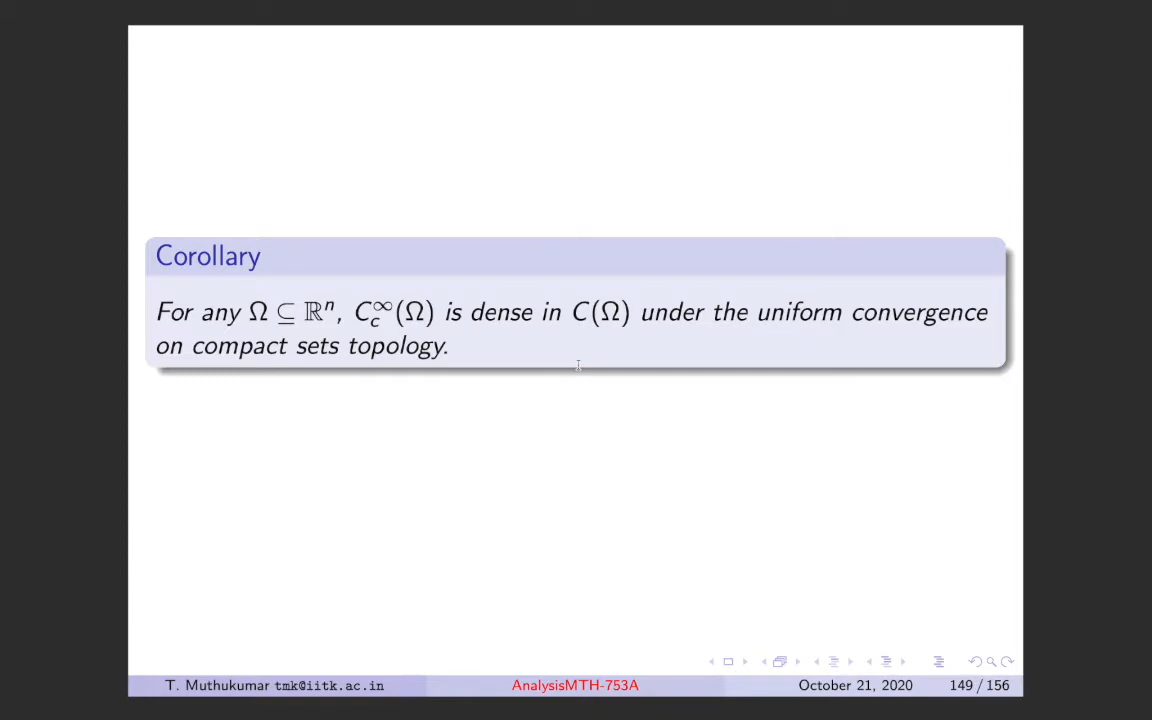 Corollary
For any Ω ⊆ ℝⁿ, C_c^∞(Ω) is dense in C(Ω) under the uniform convergence
on compact sets topology.
T. Muthukumar tmk@iitk.ac.in AnalysisMTH-753A October 21, 2020 149 / 156